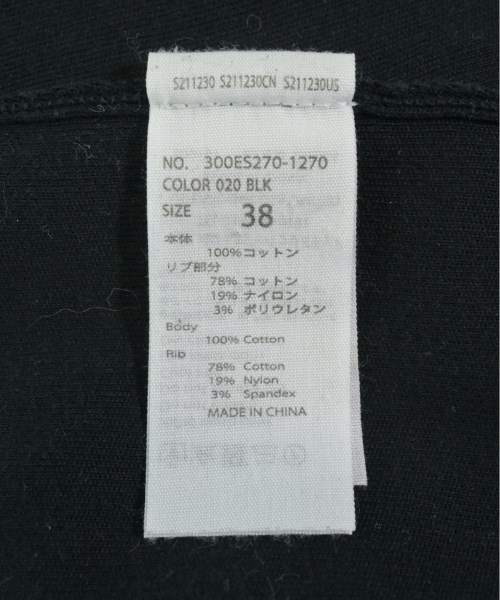 S211230 S211230CN S211230US
NO. 300ES270-1270
COLOR 020 BLK
SIZE 38
本体
100% コットン
リブ部分
78% コットン
19% ナイロン
3% ポリウレタン
Body
100% Cotton
Rib
78% Cotton
19% Nylon
3% Spandex
MADE IN CHINA